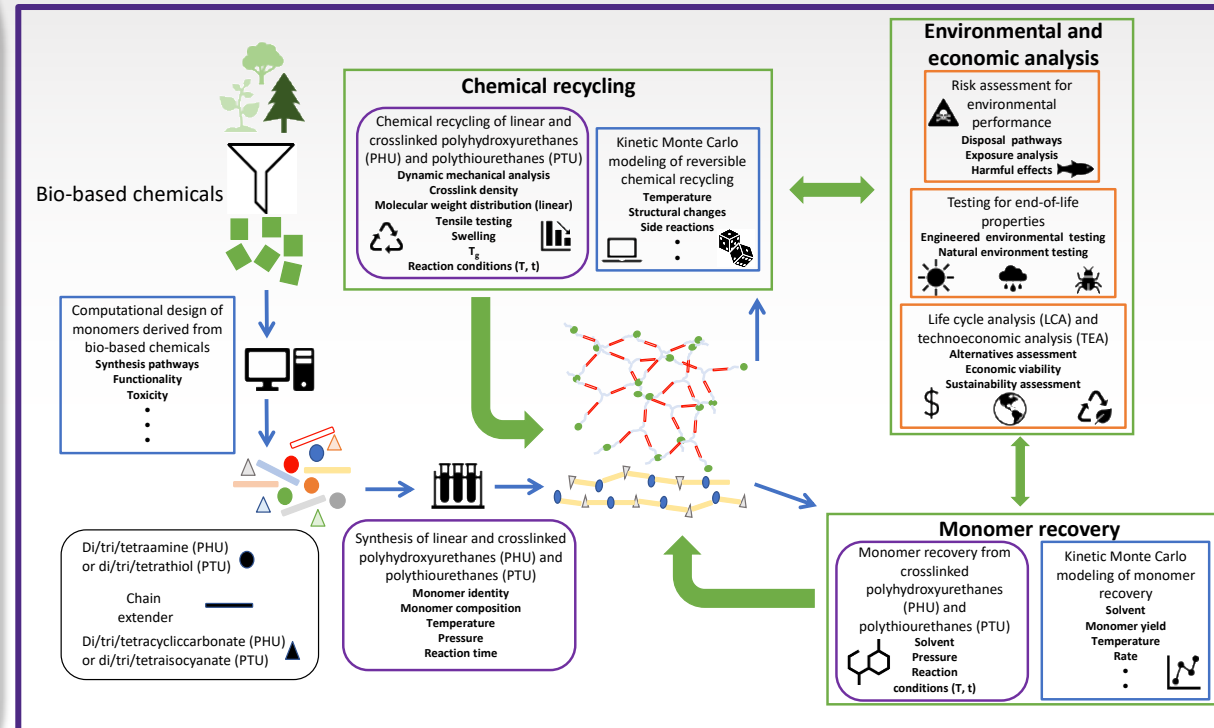 Bio-based chemicals
Computational design of
monomers derived from
bio-based chemicals
Synthesis pathways
Functionality
Toxicity
•
•
•
•
Di/tri/tetraamine (PHU)
or di/tri/tetrathiol (PTU)
Chain
extender
Di/tri/tetracycliccarbonate (PHU)
or di/tri/tetraisocyanate (PTU)
Chemical recycling
Chemical recycling of linear and
crosslinked polyhydroxyurethanes
(PHU) and polythiourethanes (PTU)
Dynamic mechanical analysis
Crosslink density
Molecular weight distribution (linear)
Tensile testing
Swelling
Tg
Reaction conditions (T, t)
Kinetic Monte Carlo
modeling of reversible
chemical recycling
Temperature
Structural changes
Side reactions
•
•
Synthesis of linear and crosslinked
polyhydroxyurethanes (PHU) and
polythiourethanes (PTU)
Monomer identity
Monomer composition
Temperature
Pressure
Reaction time
Environmental and
economic analysis
Risk assessment for
environmental
performance
Disposal pathways
Exposure analysis
Harmful effects
Testing for end-of-life
properties
Engineered environmental testing
Natural environment testing
Life cycle analysis (LCA) and
technoeconomic analysis (TEA)
Alternatives assessment
Economic viability
Sustainability assessment
$
Monomer recovery
Monomer recovery from
crosslinked
polyhydroxyurethanes
(PHU) and
polythiourethanes (PTU)
Solvent
Pressure
Reaction
conditions (T, t)
Kinetic Monte Carlo
modeling of monomer
recovery
Solvent
Monomer yield
Temperature
Rate
•
•